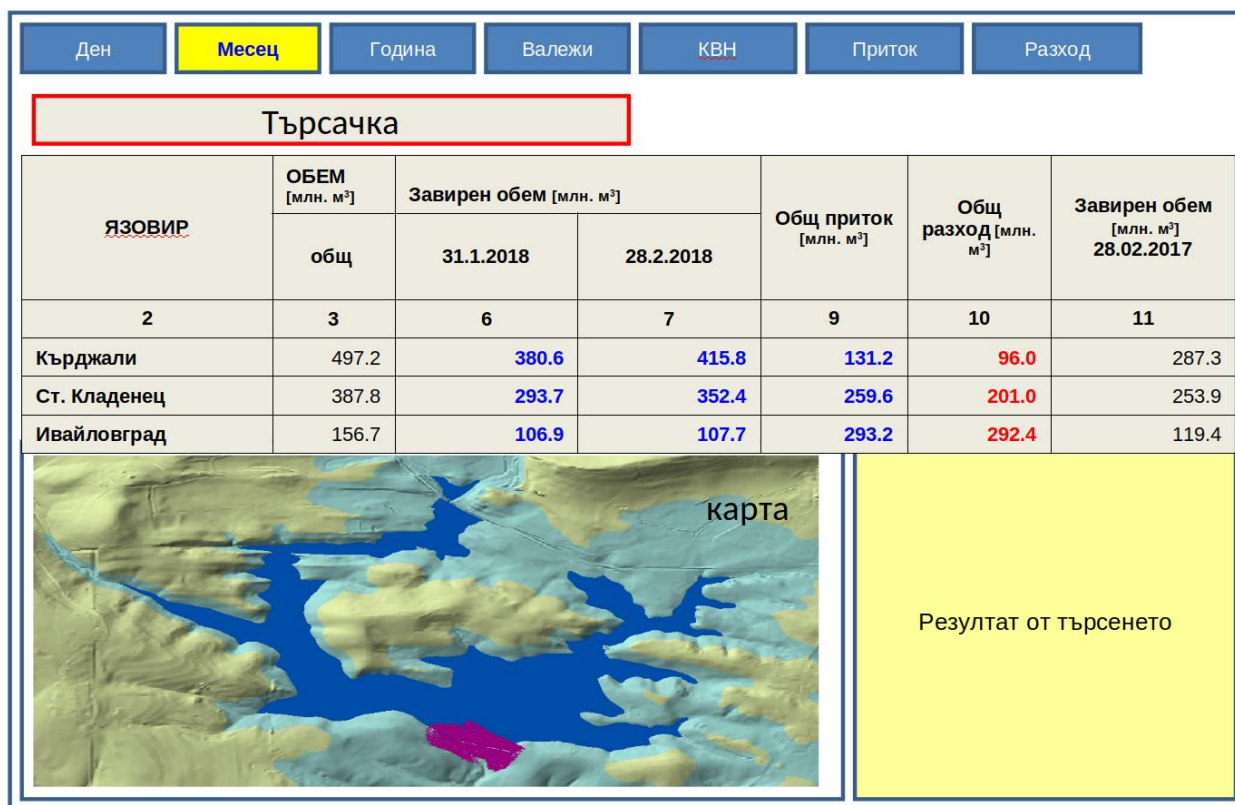 Ден Месец Година Валежи КВН Приток Разход
Търсачка
ЯЗОВИР ОБЕМ [млн. м³] Завирен обем [млн. м³] Общ приток [млн. м³] Общ разход [млн. м³] Завирен обем [млн. м³] 28.02.2017
общ 31.1.2018 28.2.2018
2 3 6 7 9 10 11
Кърджали 497.2 380.6 415.8 131.2 96.0 287.3
Ст. Кладенец 387.8 293.7 352.4 259.6 201.0 253.9
Ивайловград 156.7 106.9 107.7 293.2 292.4 119.4
карта
Резултат от търсенето